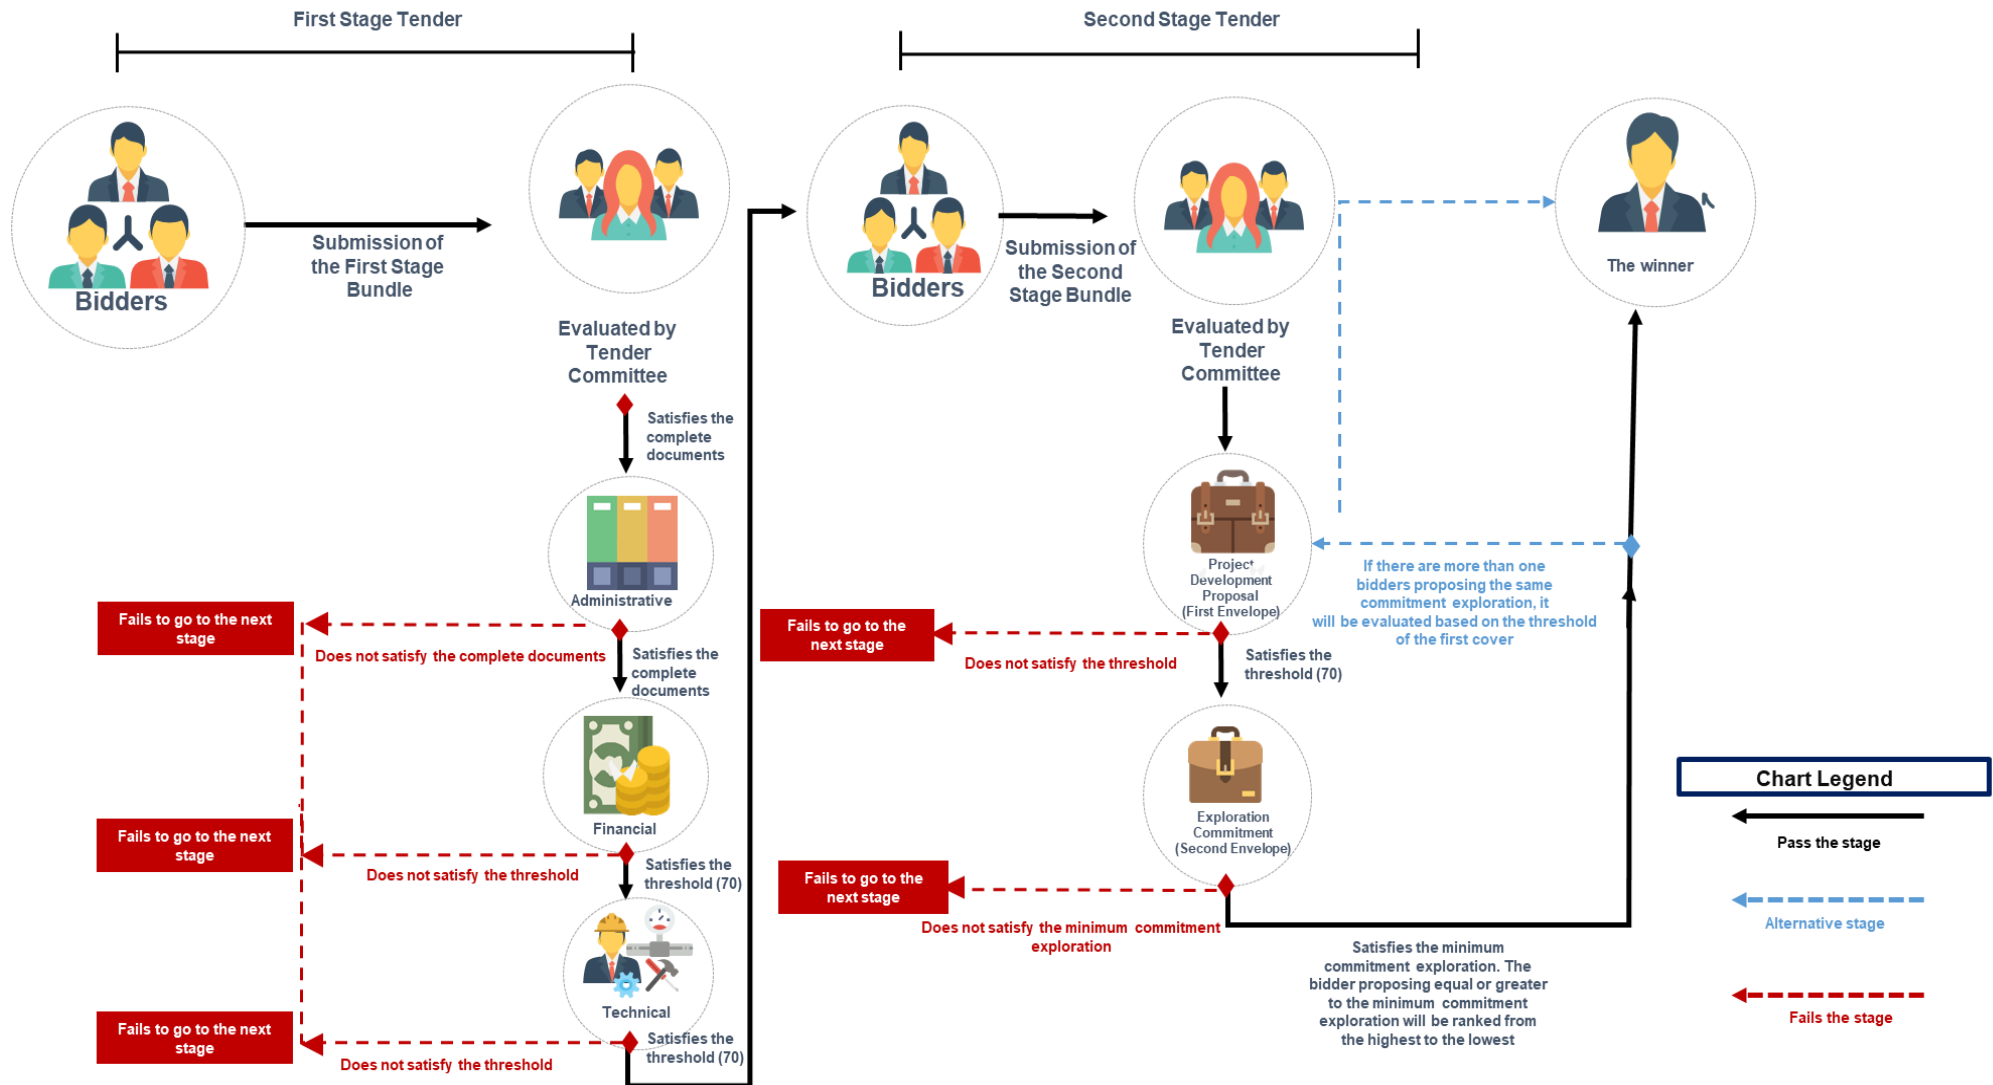 First Stage Tender
Second Stage Tender
Bidders
Submission of
the First Stage
Bundle
Evaluated by
Tender
Committee
Satisfies the
complete
documents
Administrative
Fails to go to the next
stage
Does not satisfy the complete documents
Satisfies the
complete
documents
Financial
Fails to go to the next
stage
Does not satisfy the threshold
Satisfies the
threshold (70)
Technical
Fails to go to the next
stage
Does not satisfy the threshold
Satisfies the
threshold (70)
Bidders
Submission of
the Second
Stage Bundle
Evaluated by
Tender
Committee
Project
Development
Proposal
(First Envelope)
Fails to go to the
next stage
Does not satisfy the threshold
Satisfies the
threshold (70)
Exploration
Commitment
(Second Envelope)
Fails to go to the
next stage
Does not satisfy the minimum commitment
exploration
Satisfies the minimum
commitment exploration. The
bidder proposing equal or greater
to the minimum commitment
exploration will be ranked from
the highest to the lowest
If there are more than one
bidders proposing the same
commitment exploration, it
will be evaluated based on the threshold
of the first cover
The winner
Chart Legend
Pass the stage
Alternative stage
Fails the stage